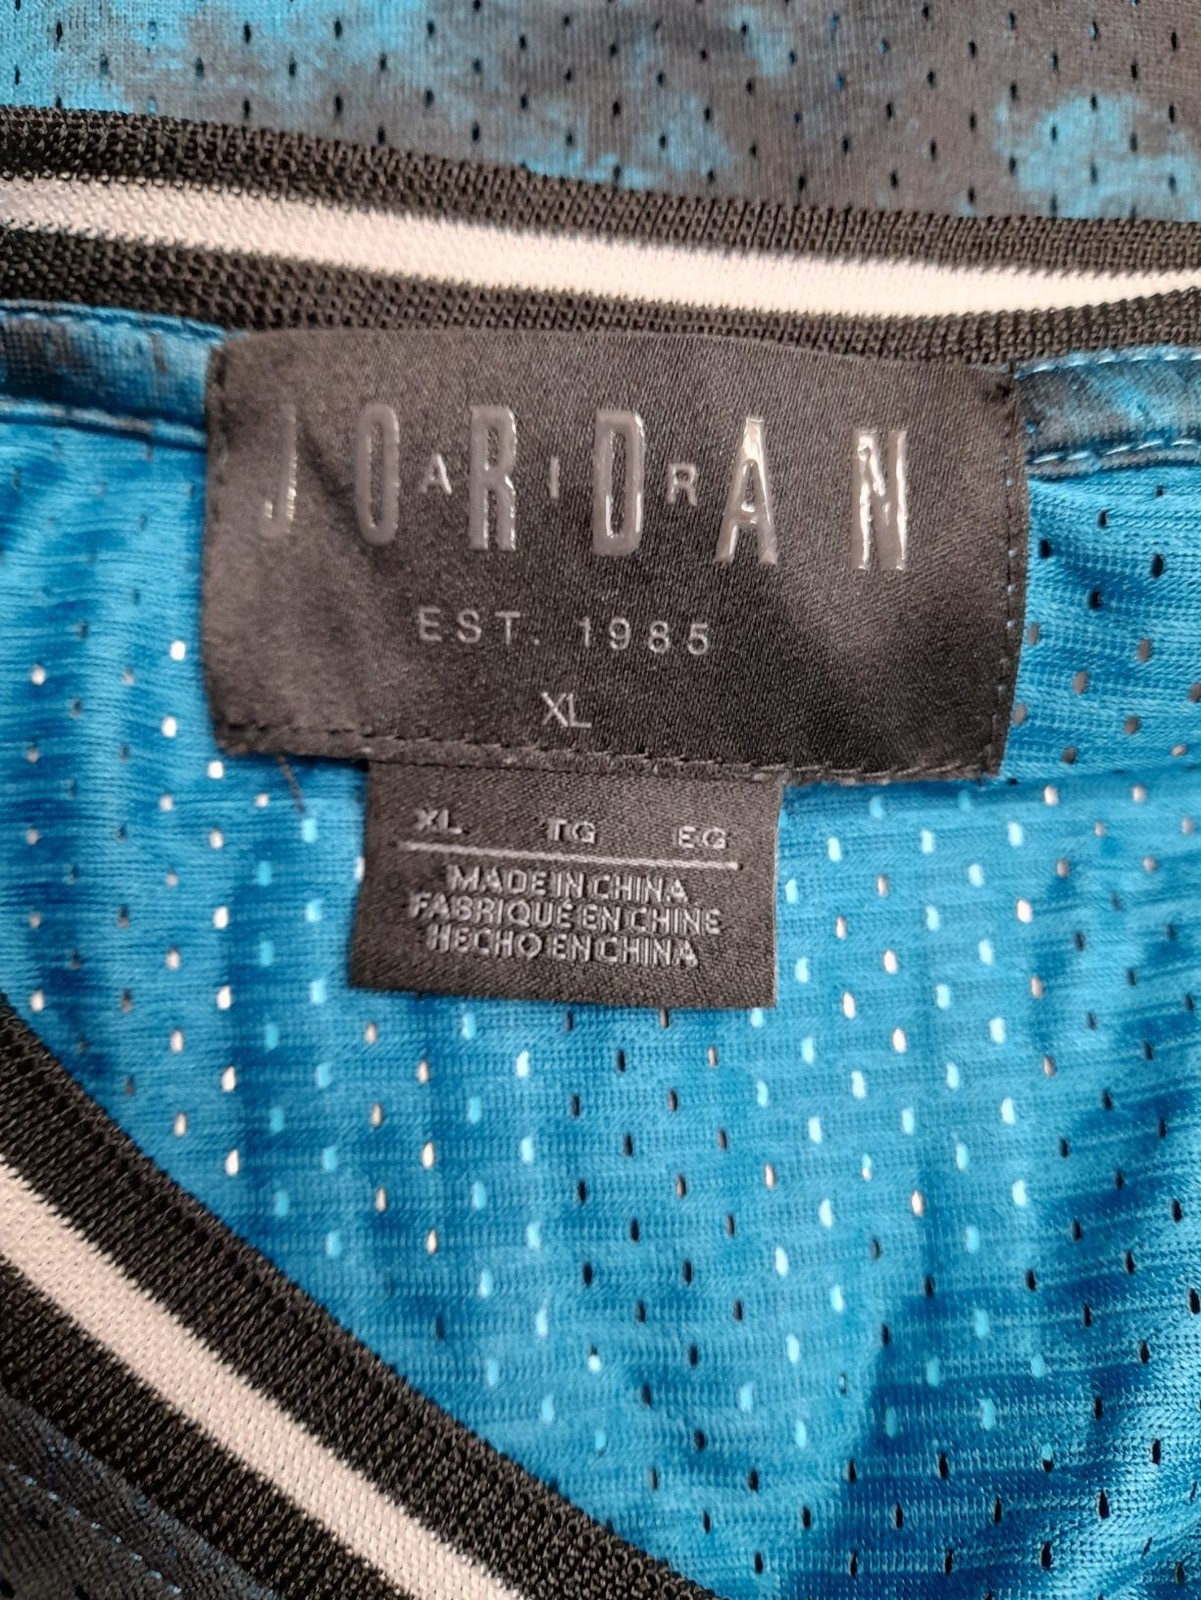 JORDAN
AIR
EST. 1985
XL
XL TG EG
MADE IN CHINA
FABRIQUÉ EN CHINE
HECHO EN CHINA